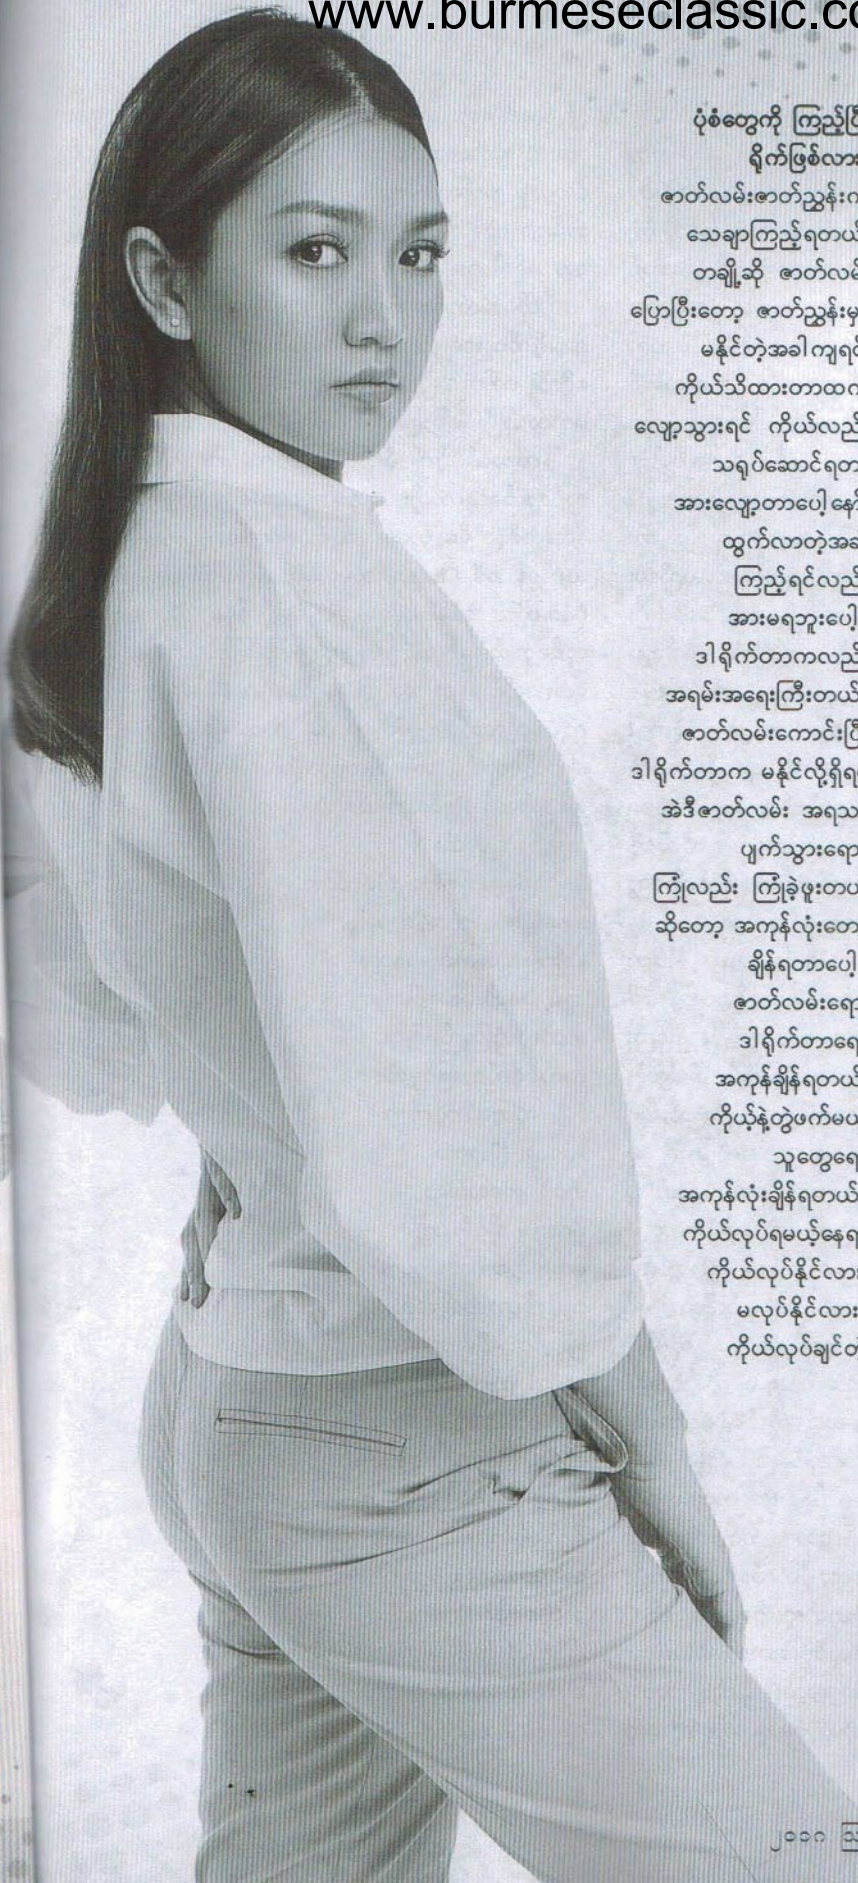 www.burmeseclassic.co
ပုံစံတွေကို ကြည့်ပြီ
ရိုက်ဖြစ်လား
ဇာတ်လမ်းဇာတ်ညွှန်းက
သေချာကြည့်ရတယ်
တချို့ဆို ဇာတ်လမ်
ပြောပြီးတော့ ဇာတ်ညွှန်းမှ
မနိုင်တဲ့အခါကျရင်
ကိုယ်သိထားတာထက
လျော့သွားရင် ကိုယ်လည်
သရုပ်ဆောင်ရတာ
အားလျော့တာပေါ့နော်
ထွက်လာတဲ့အခ
ကြည့်ရင်လည်
အားမရဘူးပေါ့
ဒါရိုက်တာကလည်
အရမ်းအရေးကြီးတယ်
ဇာတ်လမ်းကောင်းပြီ
ဒါရိုက်တာက မနိုင်လို့ရှိရ
အဲဒီဇာတ်လမ်း အရသ
ပျက်သွားရော
ကြုံလည်း ကြုံခဲ့ဖူးတယ
ဆိုတော့ အကုန်လုံးတေ
ချိန်ရတာပေါ့
ဇာတ်လမ်းရော
ဒါရိုက်တာရေ
အကုန်ချိန်ရတယ်
ကိုယ့်နဲ့တွဲဖက်မယ
သူတွေရေ
အကုန်လုံးချိန်ရတယ်
ကိုယ်လုပ်ရမယ့်နေရ
ကိုယ်လုပ်နိုင်လား
မလုပ်နိုင်လား
ကိုယ်လုပ်ချင်တ